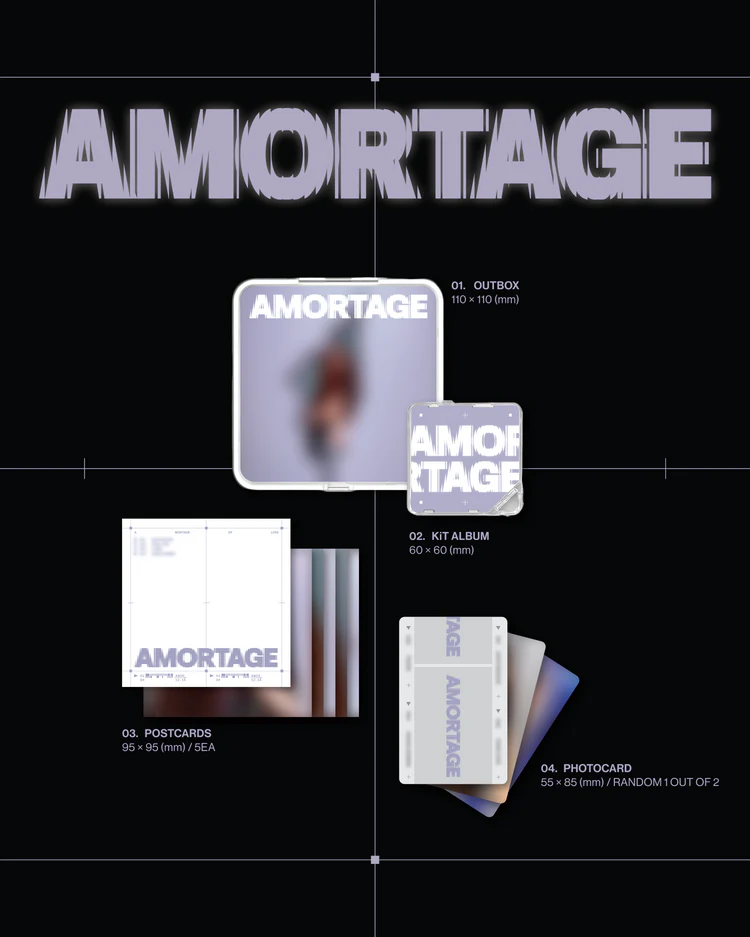 AMORTAGE
AMORTAGE
01. OUTBOX
110 × 110 (mm)
AMOR
RTAGE
02. KiT ALBUM
60 × 60 (mm)
AMORTAGE
03. POSTCARDS
95 × 95 (mm) / 5EA
TAGE
AMORTAGE
04. PHOTOCARD
55 × 85 (mm) / RANDOM 1 OUT OF 2